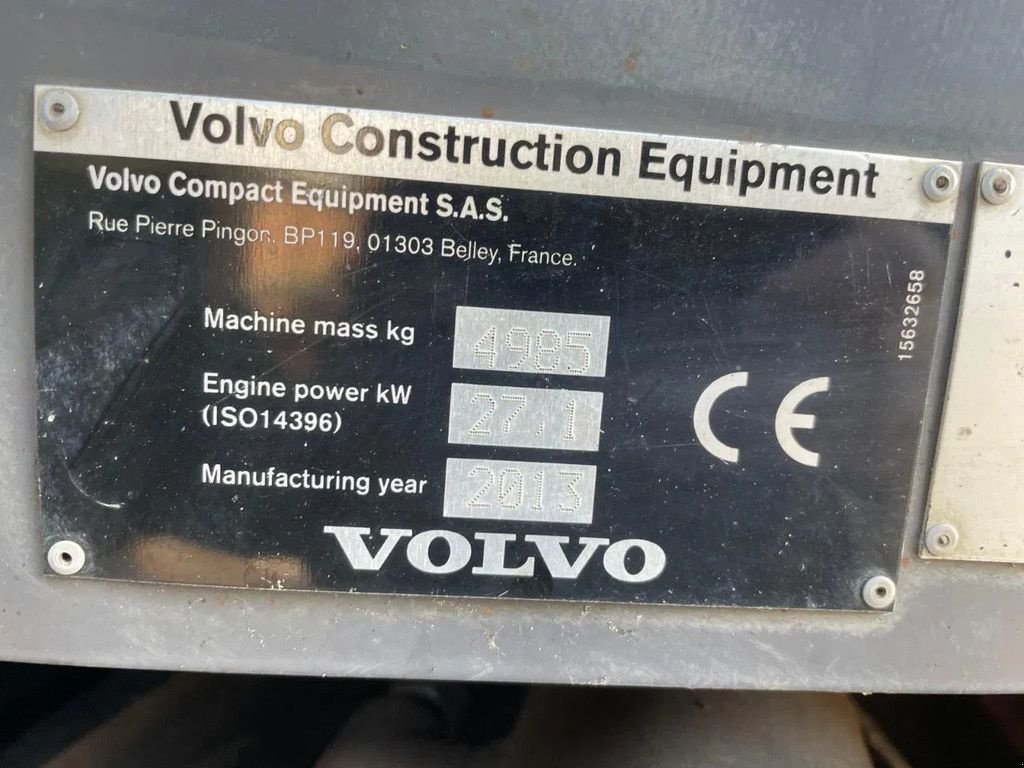 Volvo Construction Equipment
Volvo Compact Equipment S.A.S.
Rue Pierre Pingon, BP119, 01303 Belley, France.
Machine mass kg 4985
Engine power kW
(ISO14396) 27.1
Manufacturing year 2013
VOLVO
CE
15632658